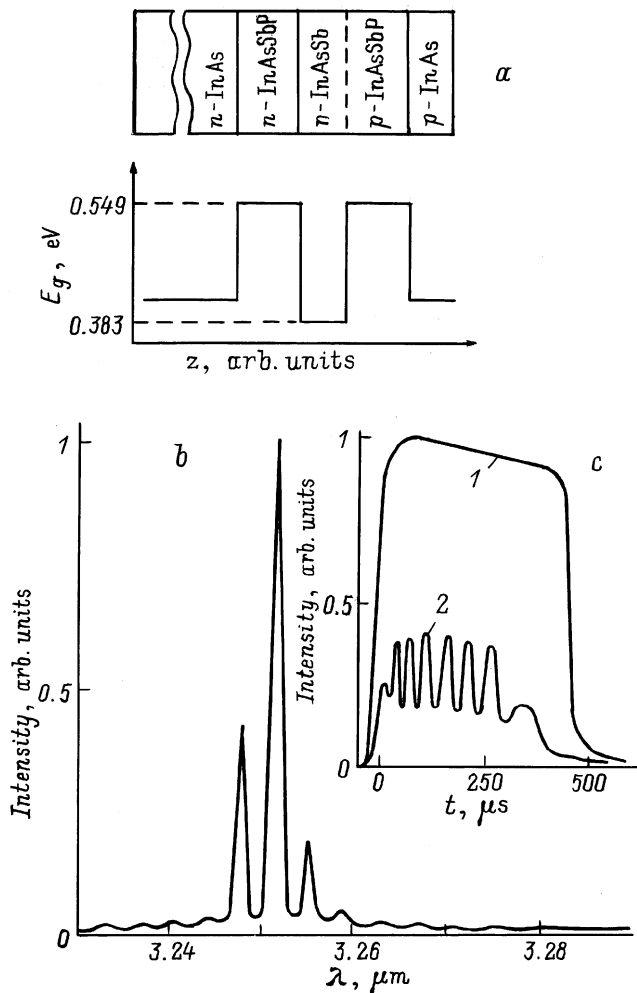 n-InAs
n-InAsSbP
n-InAsSb
p-InAsSbP
p-InAs
a
E_g, eV
0.549
0.383
z, arb.units
Intensity, arb. units
1
0.5
0
b
3.24
3.26
3.28
λ, μm
Intensity, arb. units
1
0.5
0
c
1
2
0
250
500
t, μs